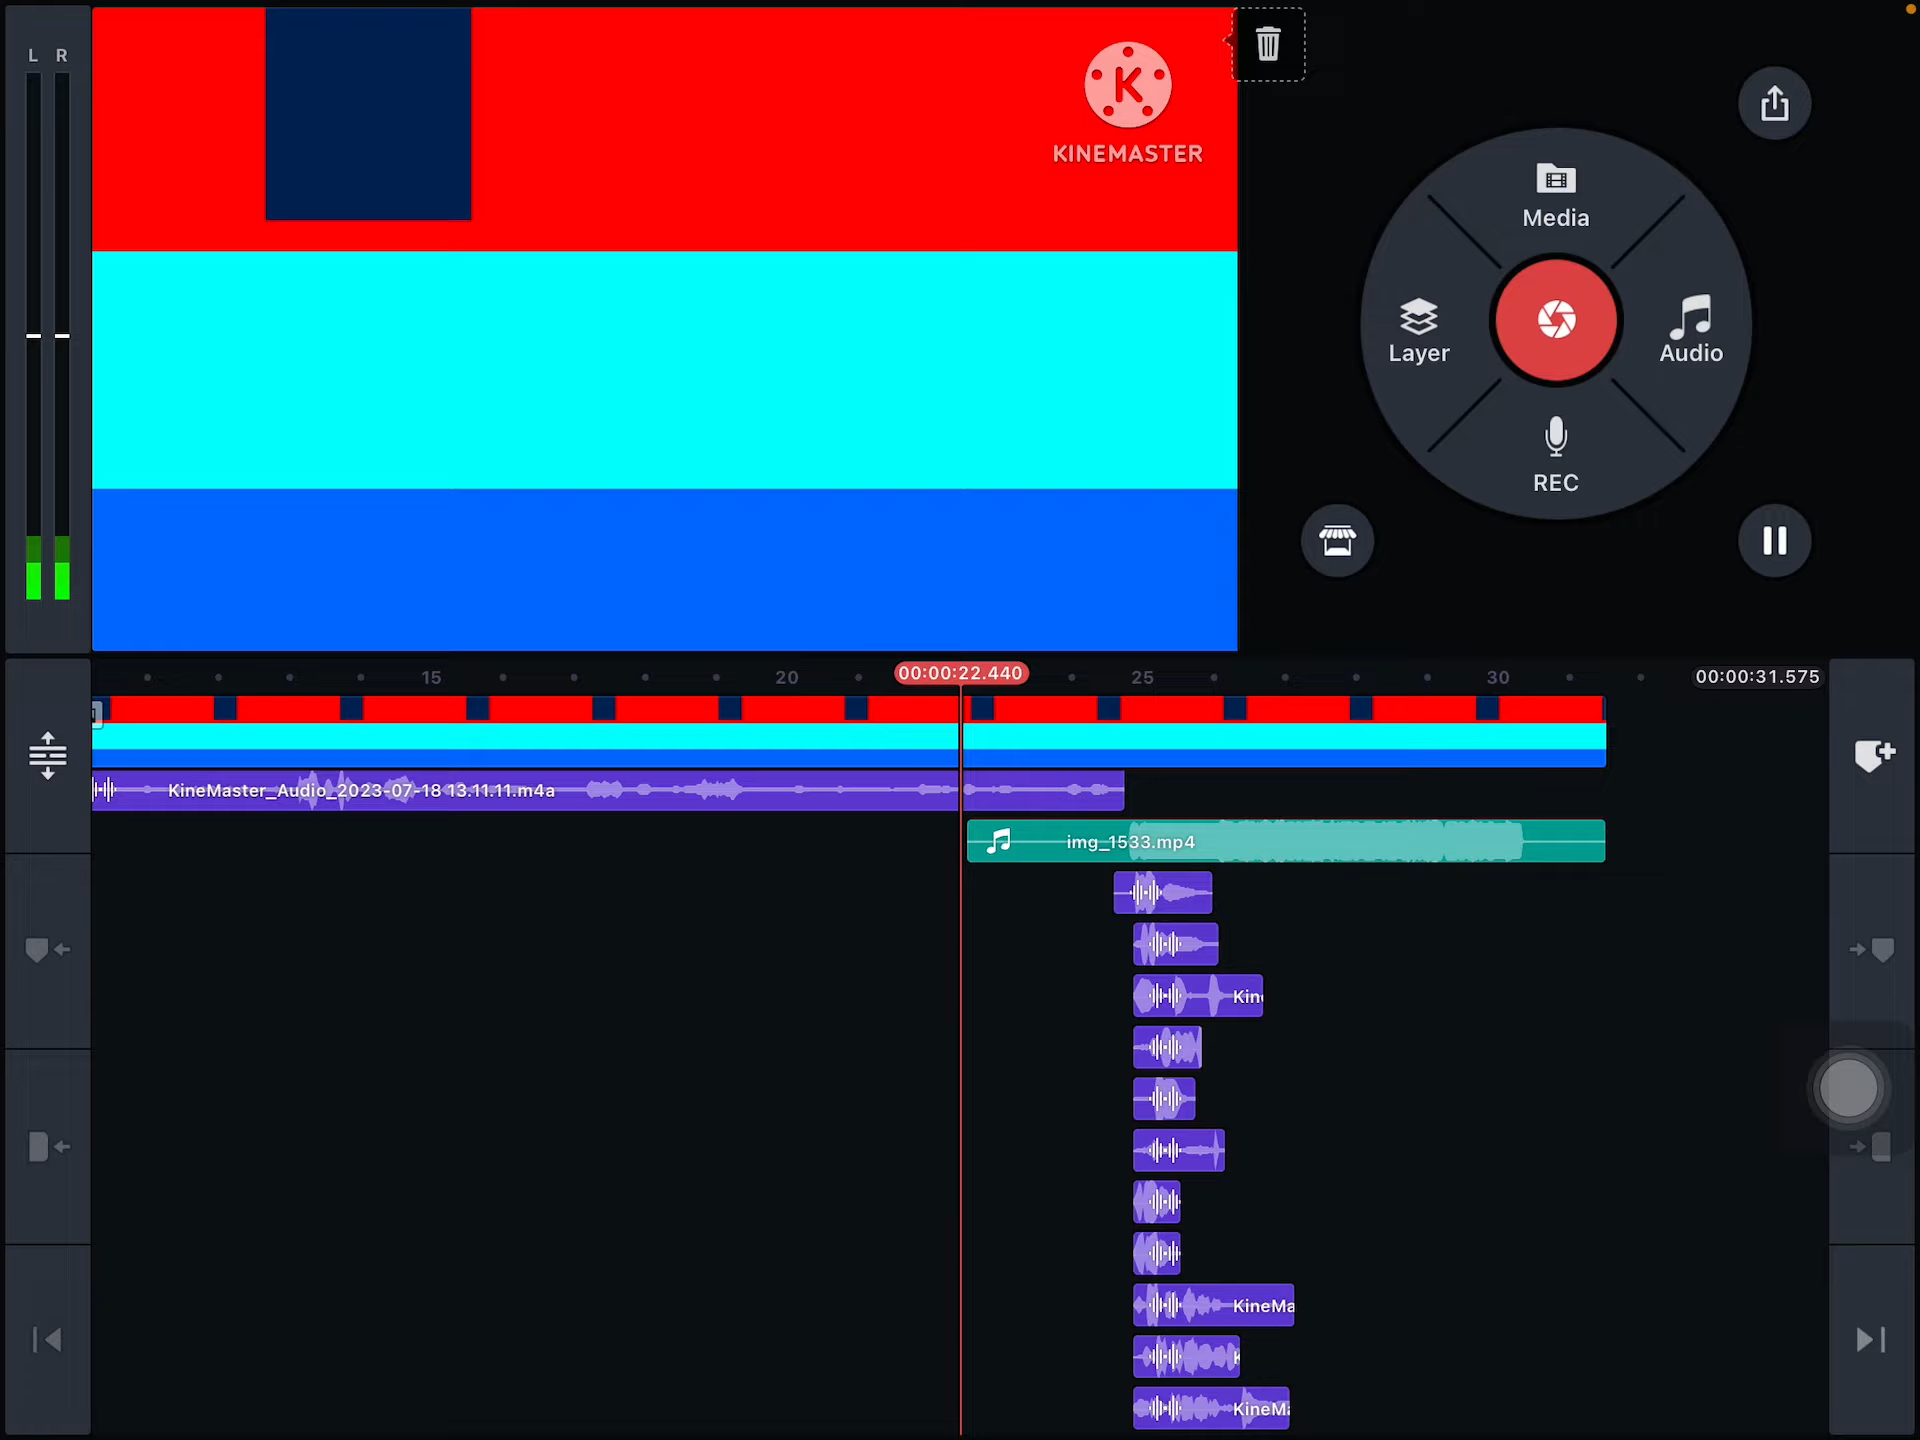 L R
K
KINEMASTER
Media
Layer
Audio
REC
15
20
00:00:22.440
25
30
00:00:31.575
KineMaster_Audio_2023-07-18 13.11.11.m4a
img_1533.mp4
Kin
KineMa
KineMa